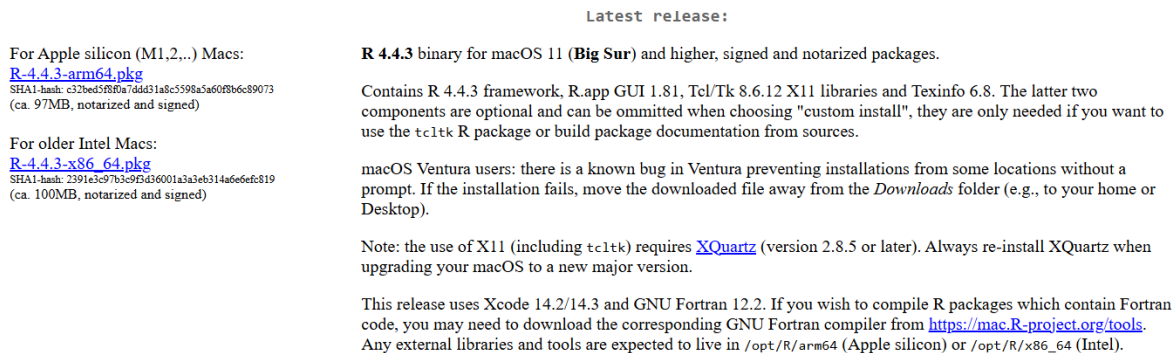 Latest release:
For Apple silicon (M1,2,..) Macs:
R-4.4.3-arm64.pkg
SHA1-hash: c32bed5f8f0a7ddd31a8c5598a5a60f8b6c89073
(ca. 97MB, notarized and signed)
For older Intel Macs:
R-4.4.3-x86_64.pkg
SHA1-hash: 2391e3c97b3c9f3d36001a3a3eb314a6e6efc819
(ca. 100MB, notarized and signed)
R 4.4.3 binary for macOS 11 (Big Sur) and higher, signed and notarized packages.
Contains R 4.4.3 framework, R.app GUI 1.81, Tcl/Tk 8.6.12 X11 libraries and Texinfo 6.8. The latter two
components are optional and can be ommitted when choosing "custom install", they are only needed if you want to
use the tcltk R package or build package documentation from sources.
macOS Ventura users: there is a known bug in Ventura preventing installations from some locations without a
prompt. If the installation fails, move the downloaded file away from the Downloads folder (e.g., to your home or
Desktop).
Note: the use of X11 (including tcltk) requires XQuartz (version 2.8.5 or later). Always re-install XQuartz when
upgrading your macOS to a new major version.
This release uses Xcode 14.2/14.3 and GNU Fortran 12.2. If you wish to compile R packages which contain Fortran
code, you may need to download the corresponding GNU Fortran compiler from https://mac.R-project.org/tools.
Any external libraries and tools are expected to live in /opt/R/arm64 (Apple silicon) or /opt/R/x86_64 (Intel).